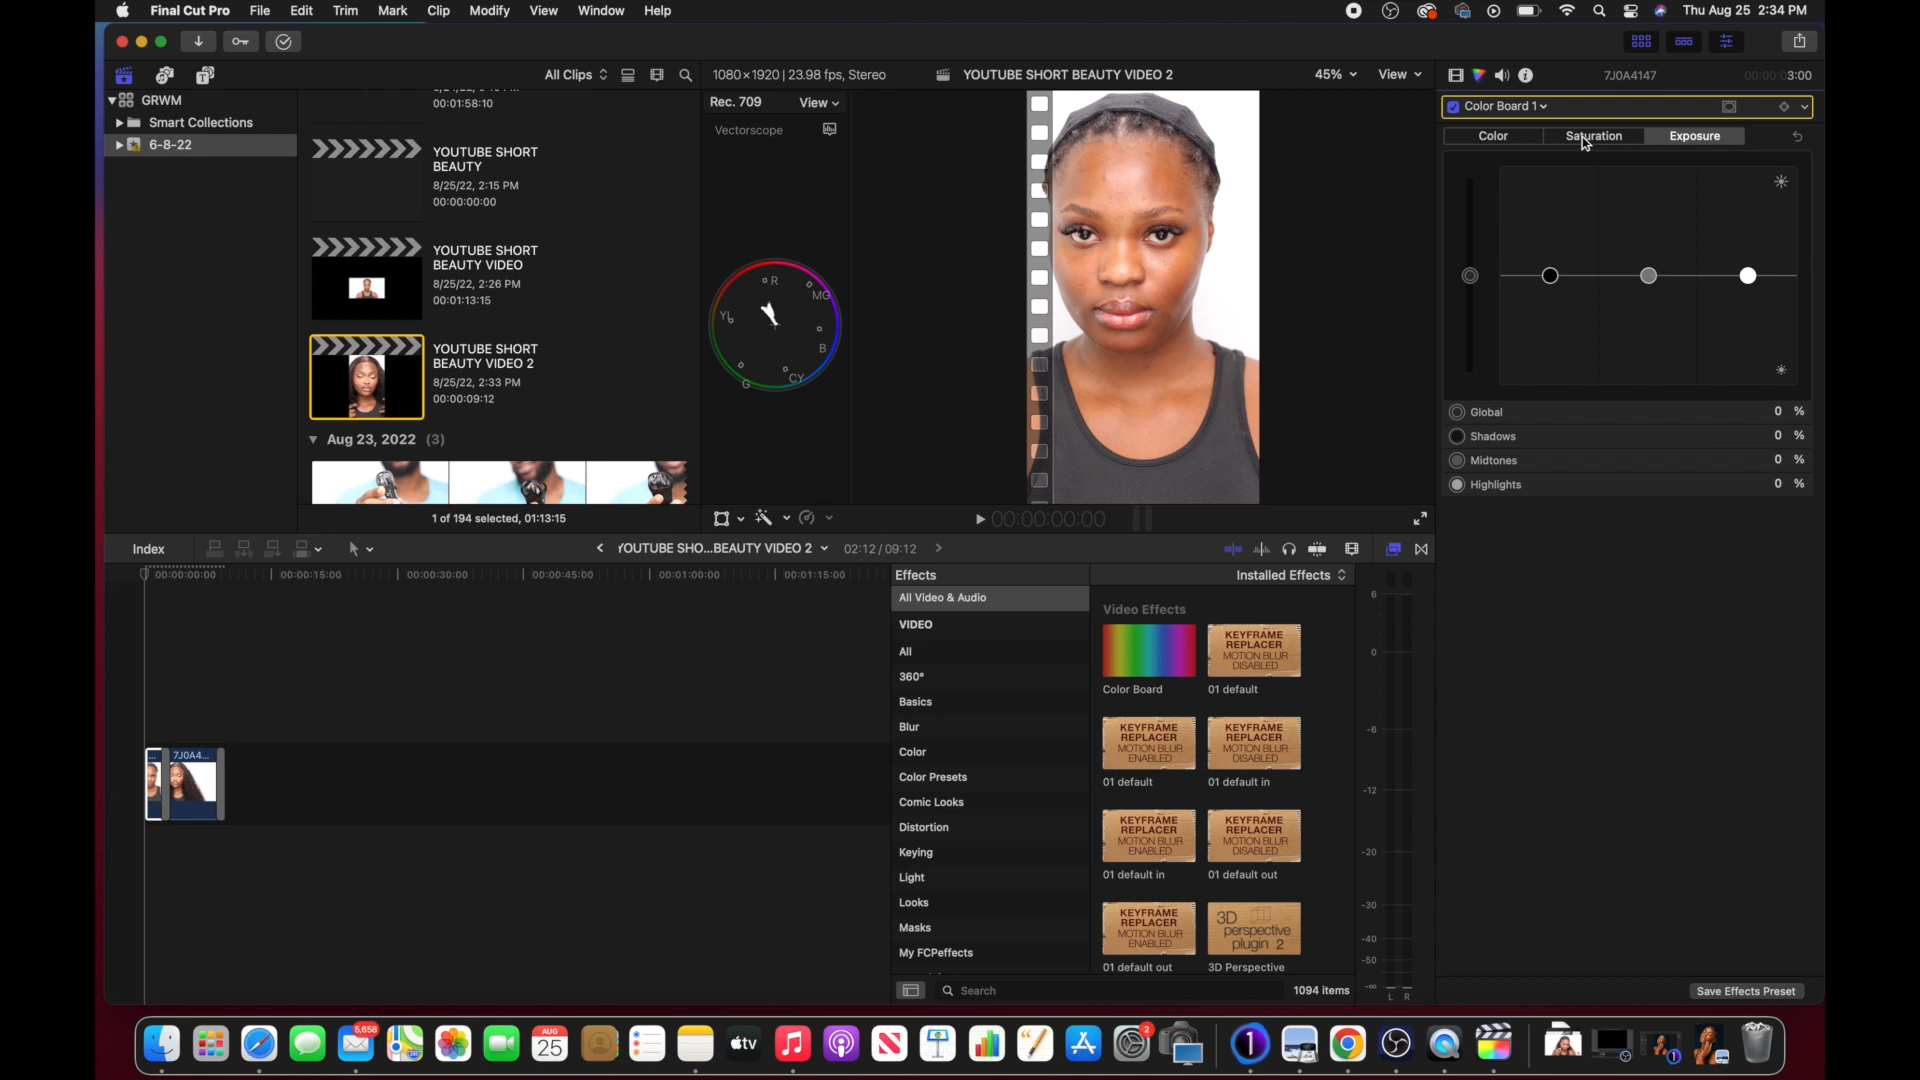 Final Cut Pro File Edit Trim Mark Clip Modify View Window Help
Thu Aug 25 2:34 PM
All Clips
1080×1920 | 23.98 fps, Stereo
YOUTUBE SHORT BEAUTY VIDEO 2
45% View
7J0A4147
3:00
GRWM
Smart Collections
6-8-22
00:01:58:10
YOUTUBE SHORT
BEAUTY
8/25/22, 2:15 PM
00:00:00:00
YOUTUBE SHORT
BEAUTY VIDEO
8/25/22, 2:26 PM
00:01:13:15
YOUTUBE SHORT
BEAUTY VIDEO 2
8/25/22, 2:33 PM
00:00:09:12
Aug 23, 2022 (3)
1 of 194 selected, 01:13:15
Rec. 709 View
Vectorscope
R
MG
YL
B
G
CY
00:00:00:00
Color Board 1
Color Saturation Exposure
Global 0 %
Shadows 0 %
Midtones 0 %
Highlights 0 %
Index
YOUTUBE SHO...BEAUTY VIDEO 2 02:12 / 09:12
00:00:00:00 00:00:15:00 00:00:30:00 00:00:45:00 00:01:00:00 00:01:15:00
... 7J0A4...
Effects Installed Effects
All Video & Audio
VIDEO
All
360°
Basics
Blur
Color
Color Presets
Comic Looks
Distortion
Keying
Light
Looks
Masks
My FCPeffects
Video Effects
KEYFRAME
REPLACER
MOTION BLUR
DISABLED
Color Board 01 default
KEYFRAME
REPLACER
MOTION BLUR
ENABLED
KEYFRAME
REPLACER
MOTION BLUR
DISABLED
01 default 01 default in
KEYFRAME
REPLACER
MOTION BLUR
ENABLED
KEYFRAME
REPLACER
MOTION BLUR
DISABLED
01 default in 01 default out
KEYFRAME
REPLACER
MOTION BLUR
ENABLED
3D
perspective
plugin 2
01 default out 3D Perspective
Search 1094 items
6
0
-6
-12
-20
-30
-40
-50
-∞
L R
Save Effects Preset
5,658
AUG
25
tv
2
1
1